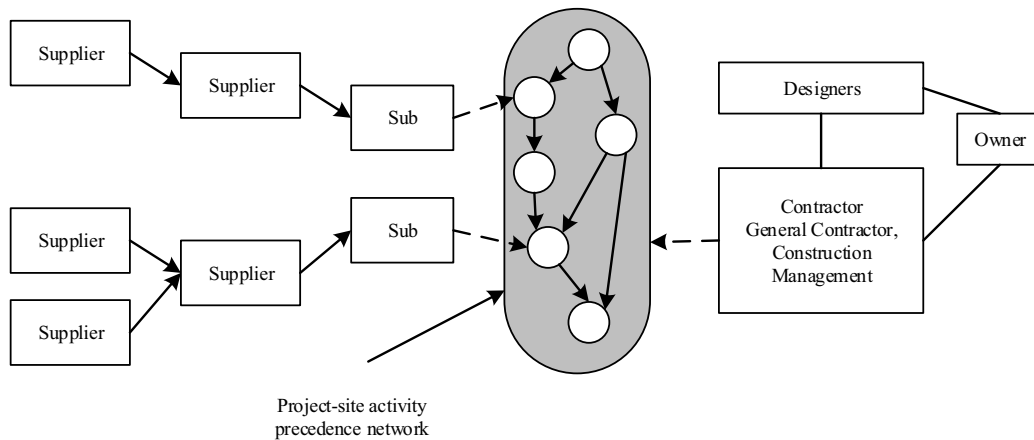 Supplier
Supplier
Sub
Designers
Owner
Contractor
General Contractor,
Construction
Management
Supplier
Supplier
Sub
Supplier
Project-site activity
precedence network